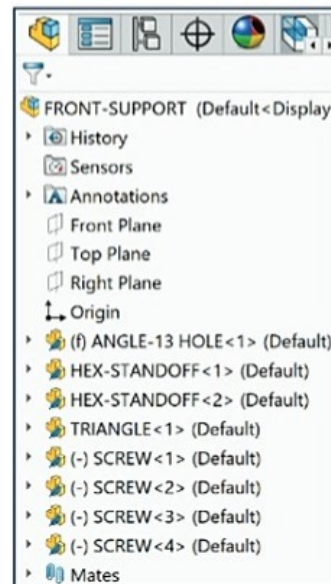 FRONT-SUPPORT (Default<Display
History
Sensors
Annotations
Front Plane
Top Plane
Right Plane
Origin
(f) ANGLE-13 HOLE<1> (Default)
HEX-STANDOFF<1> (Default)
HEX-STANDOFF<2> (Default)
TRIANGLE<1> (Default)
(-) SCREW<1> (Default)
(-) SCREW<2> (Default)
(-) SCREW<3> (Default)
(-) SCREW<4> (Default)
Mates